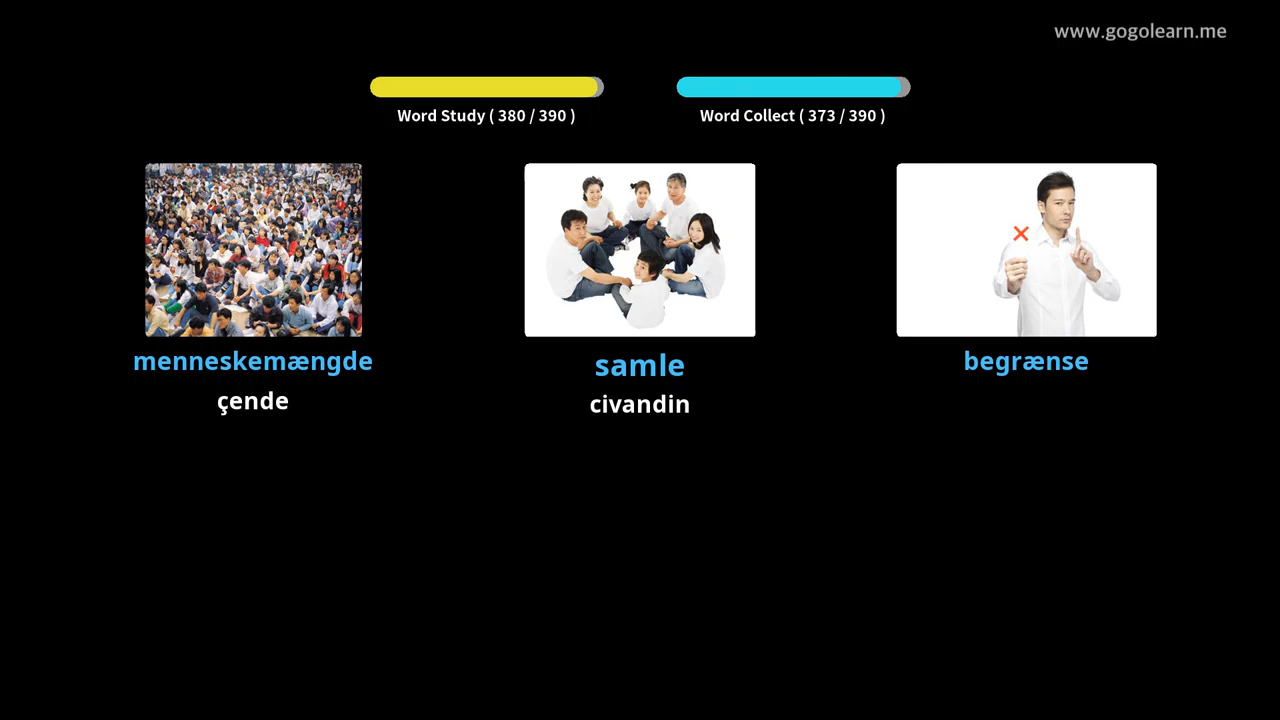 www.gogolearn.me
Word Study ( 380 / 390 )
Word Collect ( 373 / 390 )
menneskemængde
çende
samle
civandin
begrænse